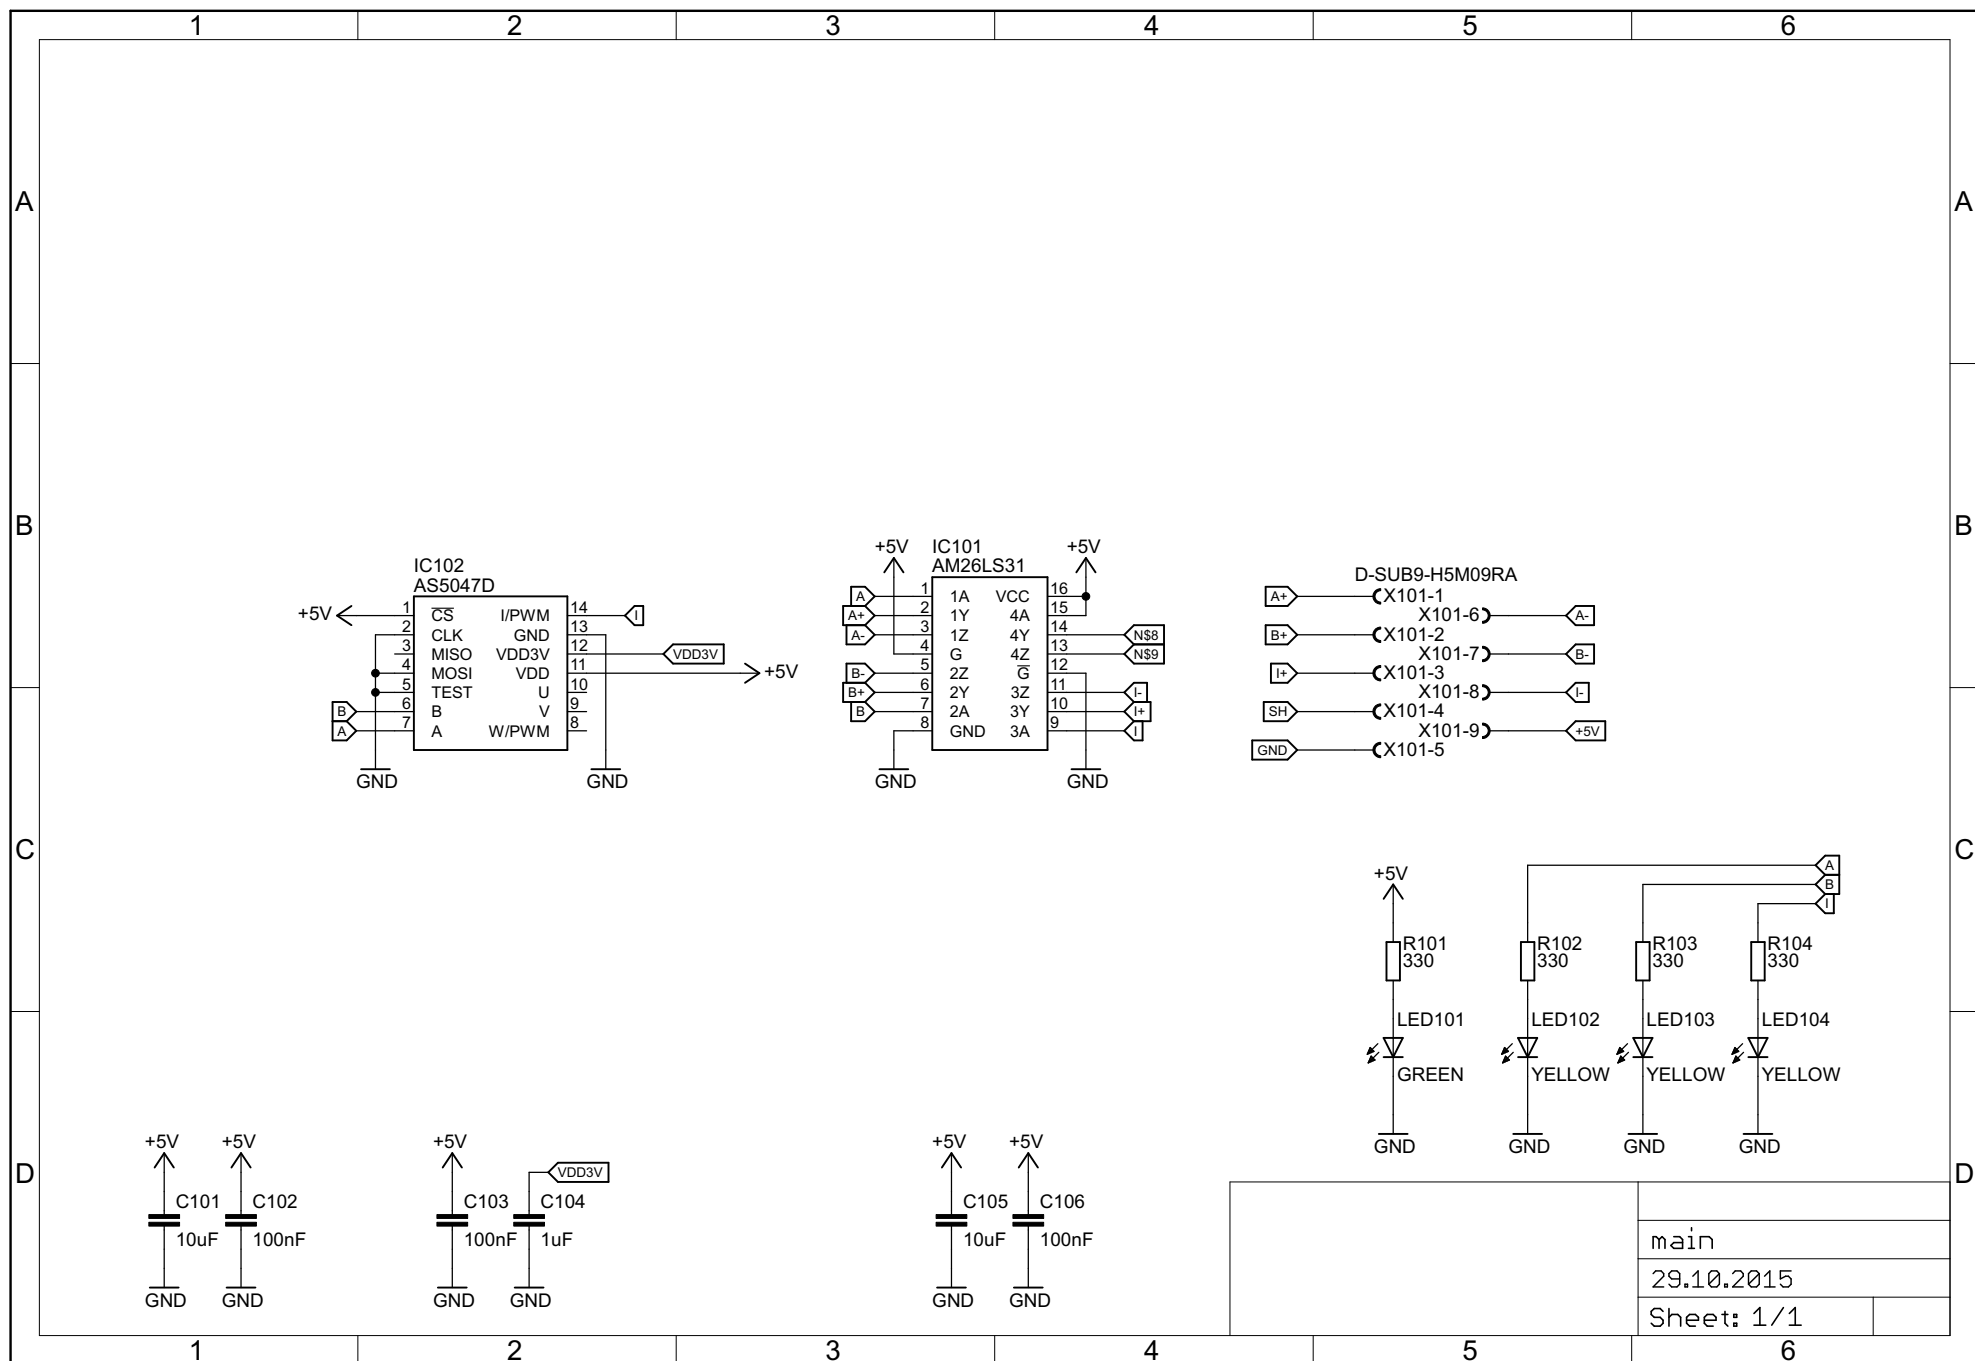 1 2 3 4 5 6
A A
B B
C C
D D
IC102
AS5047D
+5V
1 CS I/PWM 14 I
2 CLK GND 13
3 MISO VDD3V 12 VDD3V
4 MOSI VDD 11 +5V
5 TEST U 10
B 6 B V 9
A 7 A W/PWM 8
GND GND
+5V IC101 +5V
AM26LS31
A 1 1A VCC 16
A+ 2 1Y 4A 15
A- 3 1Z 4Y 14 N$8
4 G 4Z 13 N$9
B- 5 2Z G 12
B+ 6 2Y 3Z 11 I-
B 7 2A 3Y 10 I+
8 GND 3A 9 I
GND GND
D-SUB9-H5M09RA
A+ X101-1
X101-6 A-
B+ X101-2
X101-7 B-
I+ X101-3
X101-8 I-
SH X101-4
X101-9 +5V
GND X101-5
+5V
A
B
I
R101 R102 R103 R104
330 330 330 330
LED101 LED102 LED103 LED104
GREEN YELLOW YELLOW YELLOW
GND GND GND GND
+5V +5V +5V VDD3V +5V +5V
C101 C102 C103 C104 C105 C106
10uF 100nF 100nF 1uF 10uF 100nF
GND GND GND GND GND GND
main
29.10.2015
Sheet: 1/1
1 2 3 4 5 6